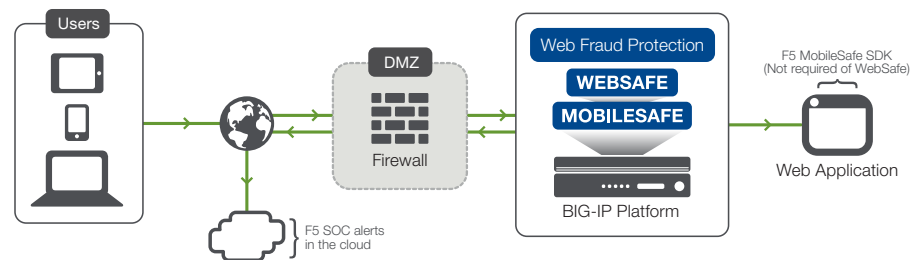 Users
F5 SOC alerts
in the cloud
DMZ
Firewall
Web Fraud Protection
WEBSAFE
MOBILESAFE
BIG-IP Platform
F5 MobileSafe SDK
(Not required of WebSafe)
Web Application